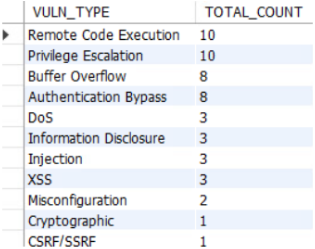 VULN_TYPE TOTAL_COUNT
Remote Code Execution 10
Privilege Escalation 10
Buffer Overflow 8
Authentication Bypass 8
DoS 3
Information Disclosure 3
Injection 3
XSS 3
Misconfiguration 2
Cryptographic 1
CSRF/SSRF 1